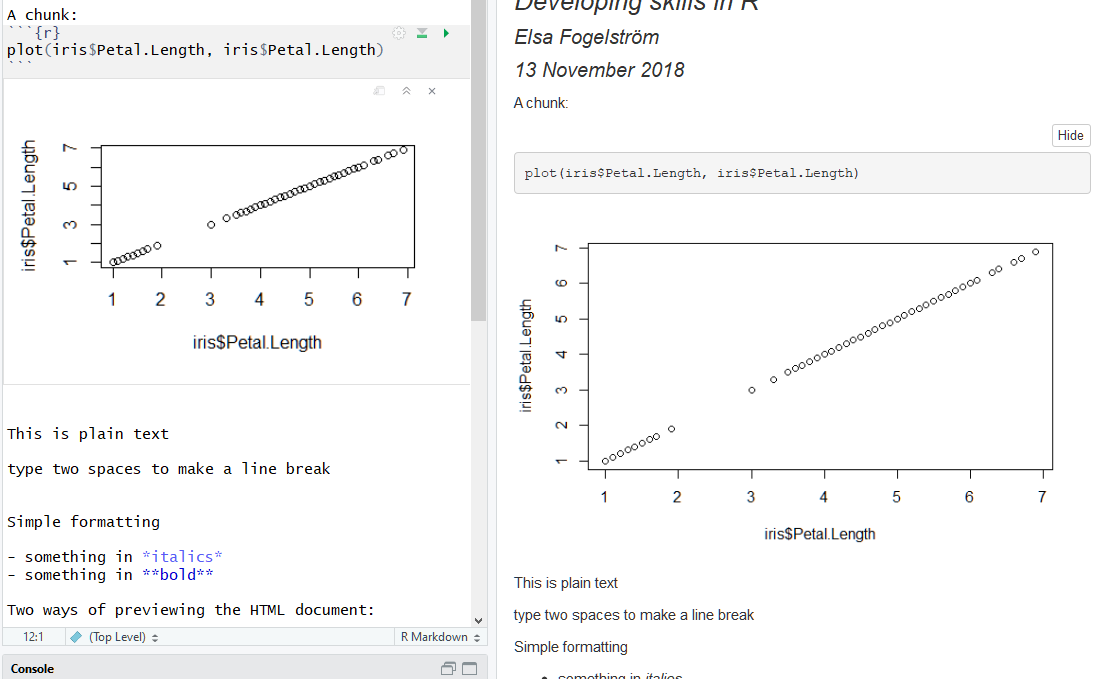 A chunk:
```{r}
plot(iris$Petal.Length, iris$Petal.Length)
```
iris$Petal.Length
7
5
3
1
1 2 3 4 5 6 7
iris$Petal.Length
This is plain text
type two spaces to make a line break
Simple formatting
- something in *italics*
- something in **bold**
Two ways of previewing the HTML document:
12:1 (Top Level) R Markdown
Console
Developing skills in R
Elsa Fogelström
13 November 2018
A chunk:
Hide
plot(iris$Petal.Length, iris$Petal.Length)
iris$Petal.Length
7
6
5
4
3
2
1
1 2 3 4 5 6 7
iris$Petal.Length
This is plain text
type two spaces to make a line break
Simple formatting
• something in italics